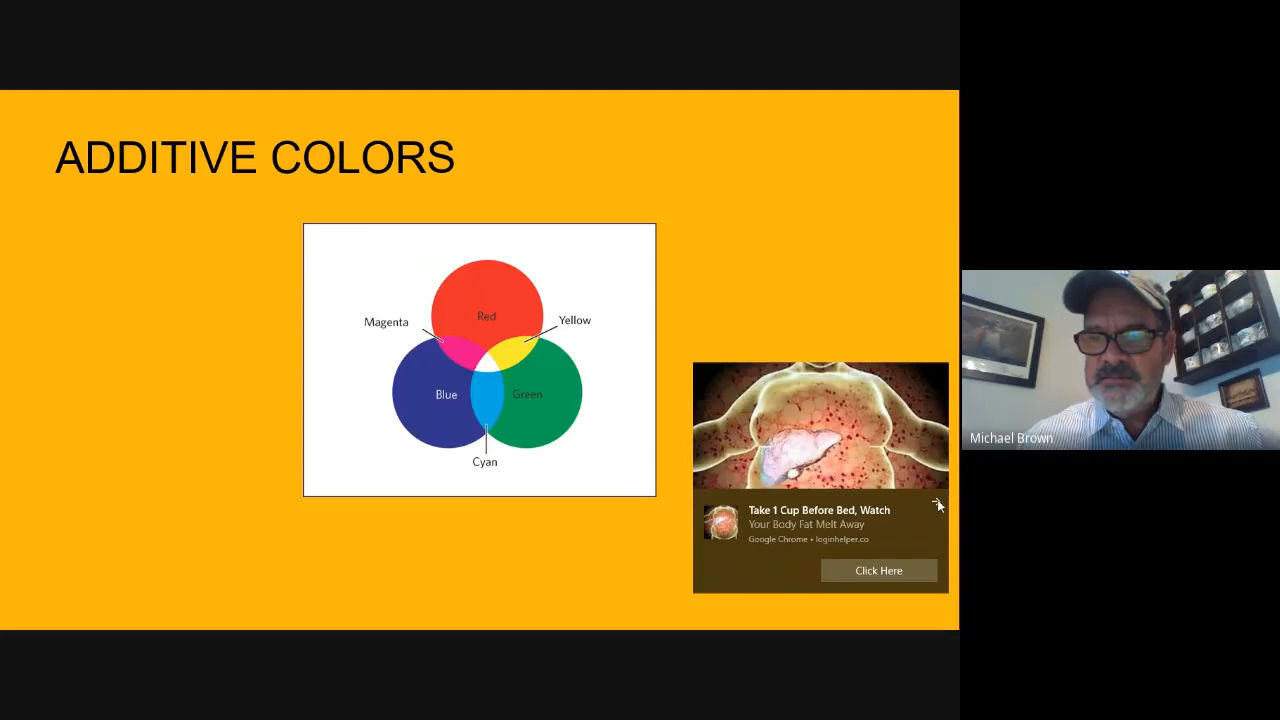 ADDITIVE COLORS
Red
Magenta
Yellow
Blue
Green
Cyan
Take 1 Cup Before Bed, Watch
Your Body Fat Melt Away
Google Chrome • loginhelper.co
Click Here
Michael Brown